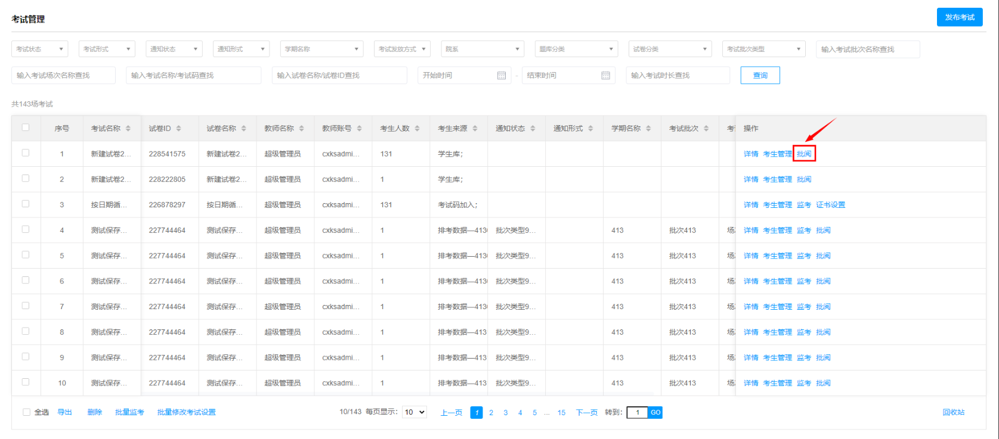 考试管理 发布考试
考试状态 考试形式 通知状态 通知形式 学期名称 考试发放方式 院系 题库分类 试卷分类 考试批次类型 输入考试批次名称查找
输入考试场次名称查找 输入考试名称/考试码查找 输入试卷名称/试卷ID查找 开始时间 - 结束时间 输入考试时长查找 查询
共143场考试
序号 考试名称 试卷ID 试卷名称 教师名称 教师账号 考生人数 考生来源 通知状态 通知形式 学期名称 考试批次 考 操作
1 新建试卷2... 228541575 新建试卷2... 超级管理员 cxksadmi... 131 学生库; 详情 考生管理 批阅
2 新建试卷2... 228222805 新建试卷2... 超级管理员 cxksadmi... 1 学生库; 详情 考生管理 批阅
3 按日期循... 226878297 按日期循... 超级管理员 cxksadmi... 131 考试码加入; 详情 考生管理 监考 证书设置
4 测试保存... 227744464 测试保存... 超级管理员 cxksadmi... 1 排考数据—413 批次类型9... 413 批次413 场 详情 考生管理 监考 批阅
5 测试保存... 227744464 测试保存... 超级管理员 cxksadmi... 1 排考数据—413 批次类型9... 413 批次413 场 详情 考生管理 监考 批阅
6 测试保存... 227744464 测试保存... 超级管理员 cxksadmi... 1 排考数据—413 批次类型9... 413 批次413 场 详情 考生管理 监考 批阅
7 测试保存... 227744464 测试保存... 超级管理员 cxksadmi... 1 排考数据—413 批次类型9... 413 批次413 场 详情 考生管理 监考 批阅
8 测试保存... 227744464 测试保存... 超级管理员 cxksadmi... 1 排考数据—413 批次类型9... 413 批次413 场 详情 考生管理 监考 批阅
9 测试保存... 227744464 测试保存... 超级管理员 cxksadmi... 1 排考数据—413 批次类型9... 413 批次413 场 详情 考生管理 监考 批阅
10 测试保存... 227744464 测试保存... 超级管理员 cxksadmi... 1 排考数据—413 批次类型9... 413 批次413 场 详情 考生管理 监考 批阅
全选 导出 删除 批量监考 批量修改考试设置 10/143 每页显示: 10 上一页 1 2 3 4 5 ... 15 下一页 转到: 1 GO 回收站